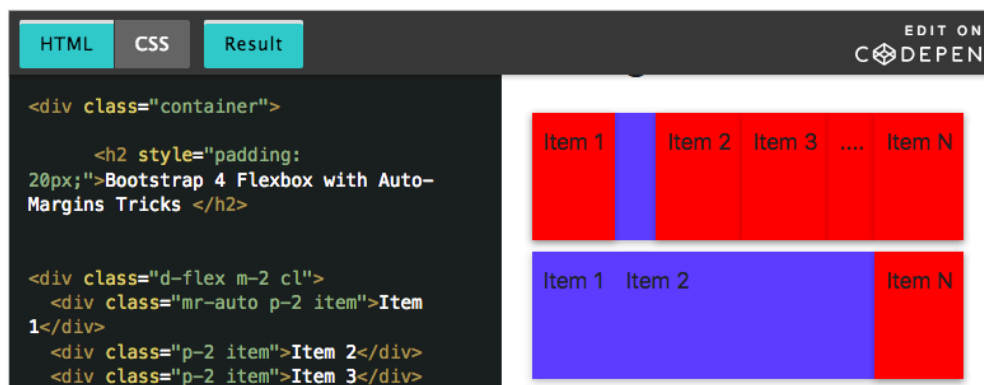 HTML CSS Result
EDIT ON
CODEPEN
<div class="container">
<h2 style="padding:
20px;">Bootstrap 4 Flexbox with Auto-
Margins Tricks </h2>
<div class="d-flex m-2 cl">
<div class="mr-auto p-2 item">Item
1</div>
<div class="p-2 item">Item 2</div>
<div class="p-2 item">Item 3</div>
Item 1 Item 2 Item 3 .... Item N
Item 1 Item 2 Item N